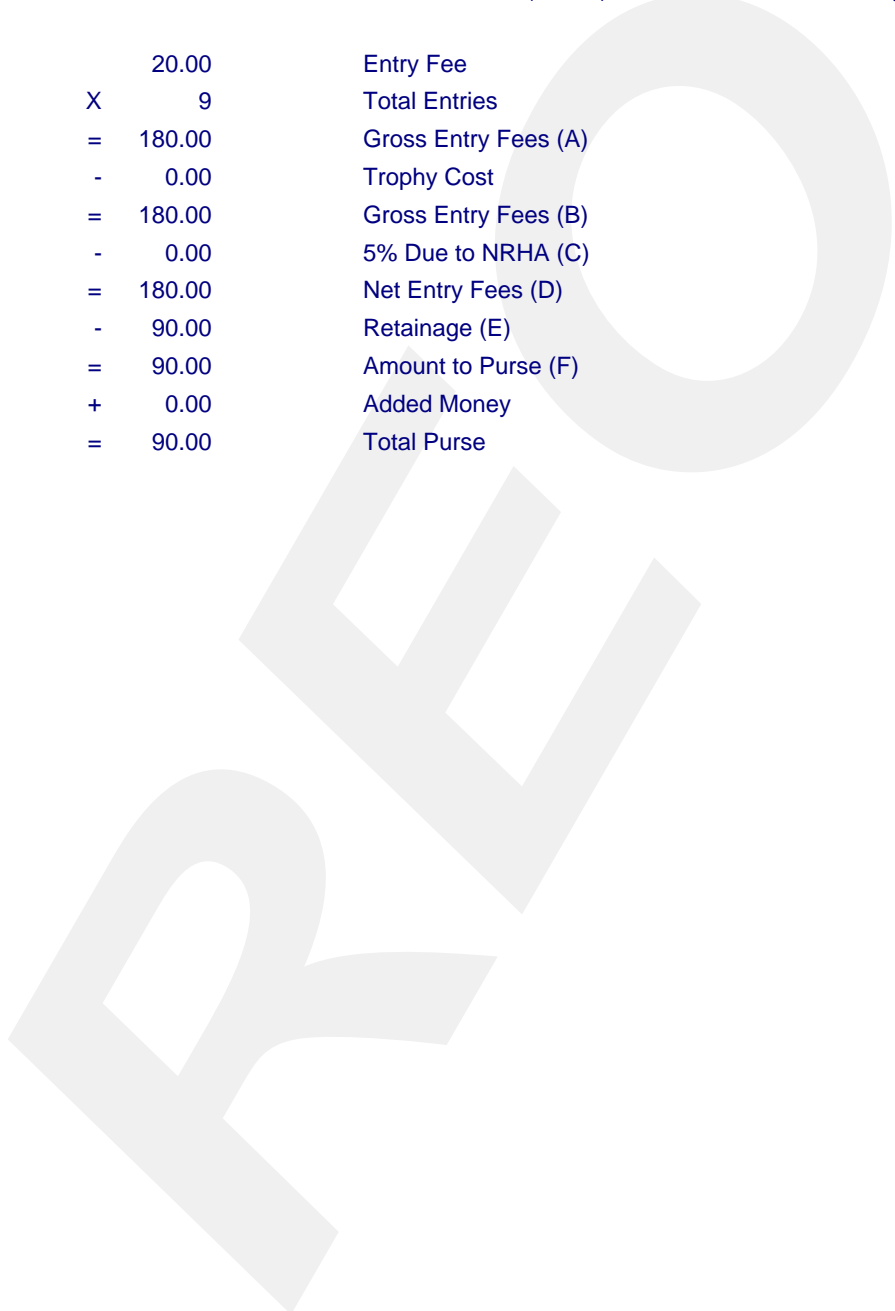 20.00 Entry Fee
X 9 Total Entries
= 180.00 Gross Entry Fees (A)
- 0.00 Trophy Cost
= 180.00 Gross Entry Fees (B)
- 0.00 5% Due to NRHA (C)
= 180.00 Net Entry Fees (D)
- 90.00 Retainage (E)
= 90.00 Amount to Purse (F)
+ 0.00 Added Money
= 90.00 Total Purse
REO